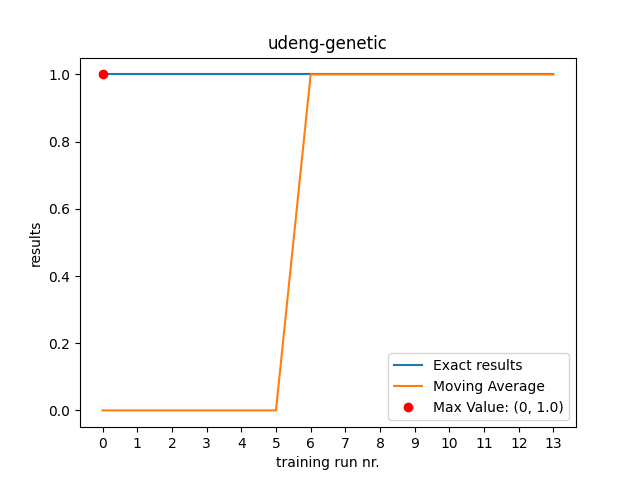 udeng-genetic
1.0
0.8
0.6
0.4
0.2
0.0
results
0 1 2 3 4 5 6 7 8 9 10 11 12 13
training run nr.
Exact results
Moving Average
Max Value: (0, 1.0)